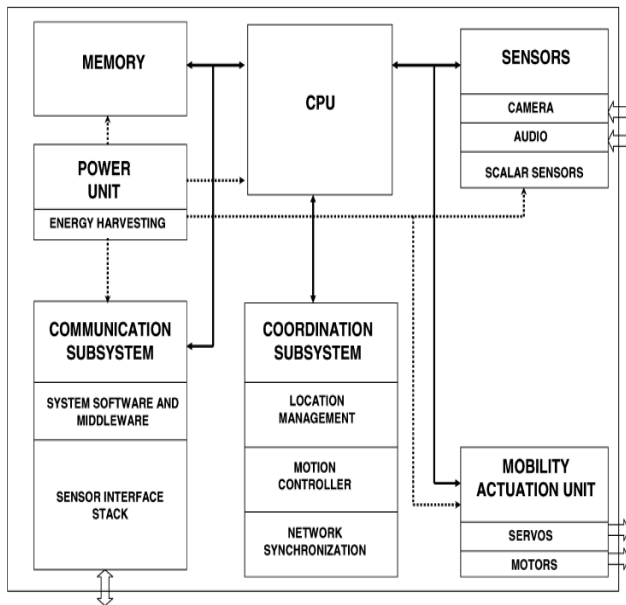 MEMORY
CPU
SENSORS
CAMERA
AUDIO
SCALAR SENSORS
POWER
UNIT
ENERGY HARVESTING
COMMUNICATION
SUBSYSTEM
SYSTEM SOFTWARE AND
MIDDLEWARE
SENSOR INTERFACE
STACK
COORDINATION
SUBSYSTEM
LOCATION
MANAGEMENT
MOTION
CONTROLLER
NETWORK
SYNCHRONIZATION
MOBILITY
ACTUATION UNIT
SERVOS
MOTORS